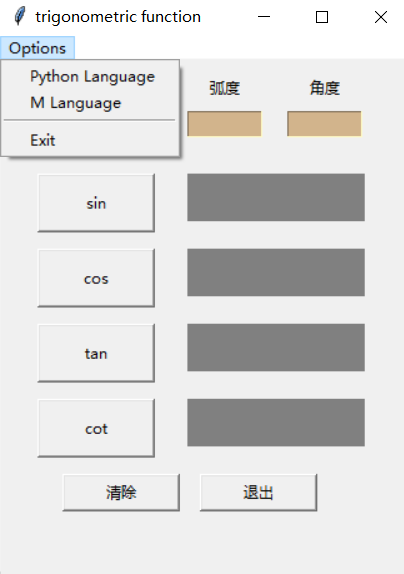 trigonometric function
Options
Python Language
M Language
Exit
弧度 角度
sin
cos
tan
cot
清除 退出